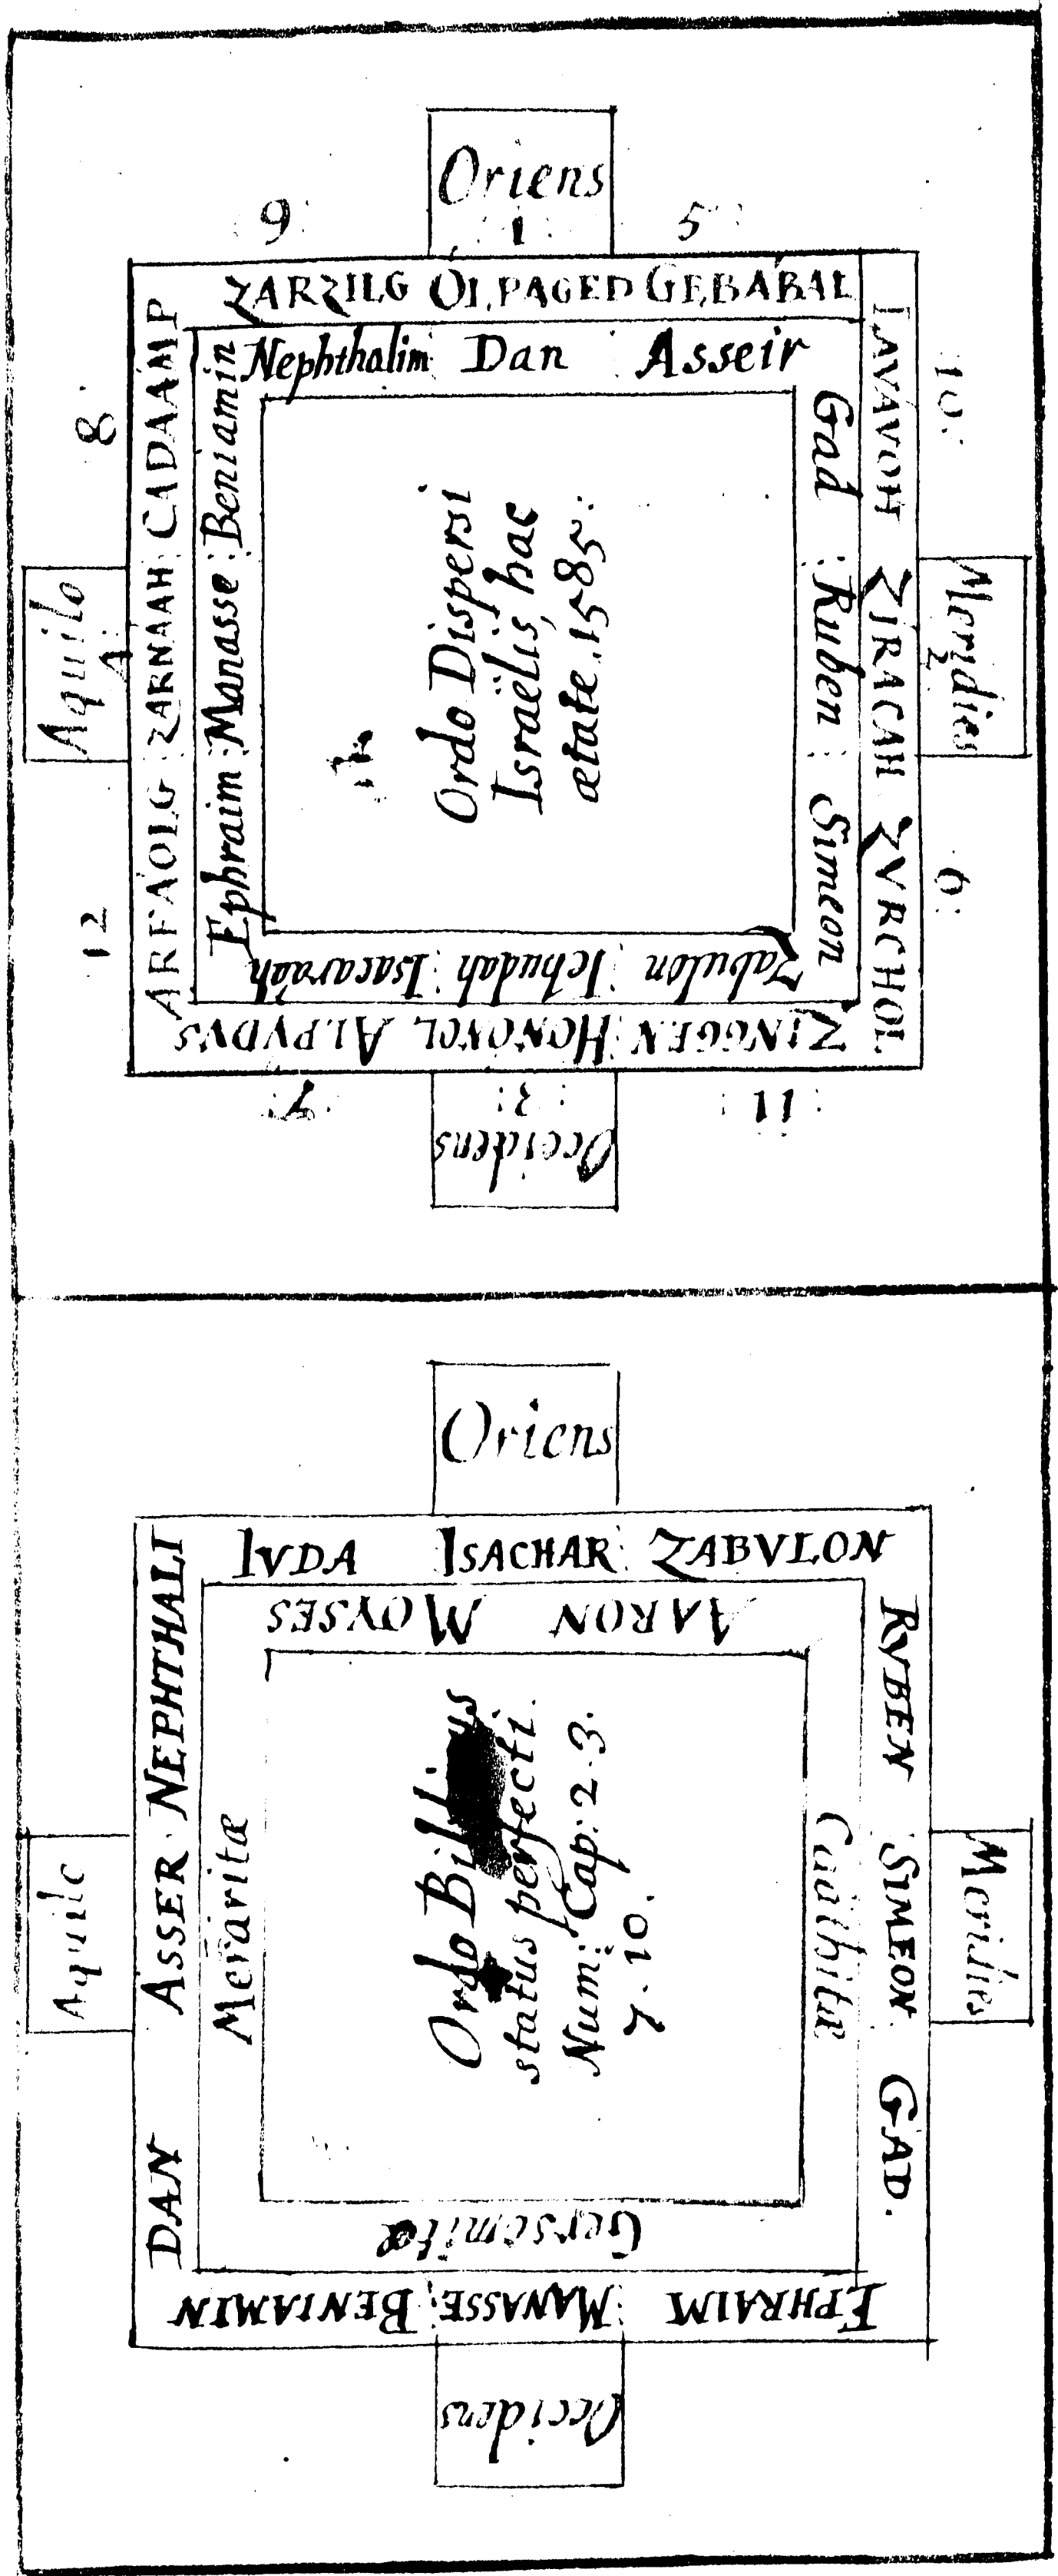 Oriens
9: 1: 5:
ZARZILG OLPAGED GEBABAL
Nephthalim: Dan Asseir
LAVAVOH ZIRACAH ZVRCHOL
Gad : Ruben : Simeon
10: 6:
Meridies
2
ZINGGEN: HONONOL ALPVDVS
Zabulon : Iehudah : Isacaraah
11: 3: 7:
Occidens
ARFAOLG: ZARNAAH: CADAAMP
Ephraim: Manasse: Beniamin
12 8
Aquilo
4
Ordo Dispersi
Israëlis, hac
ætate .1585.
Oriens
IVDA ISACHAR: ZABVLON
AARON MOYSES
RVBEN SIMEON GAD.
Caathitæ
Meridies
EPHRAIM: MANASSE: BENIAMIN
Gersomitæ
Occidens
DAN ASSER NEPHTHALI
Meraritæ
Aquilo
Ordo
status perfecti.
Num: Cap: 2.3.
7.10.